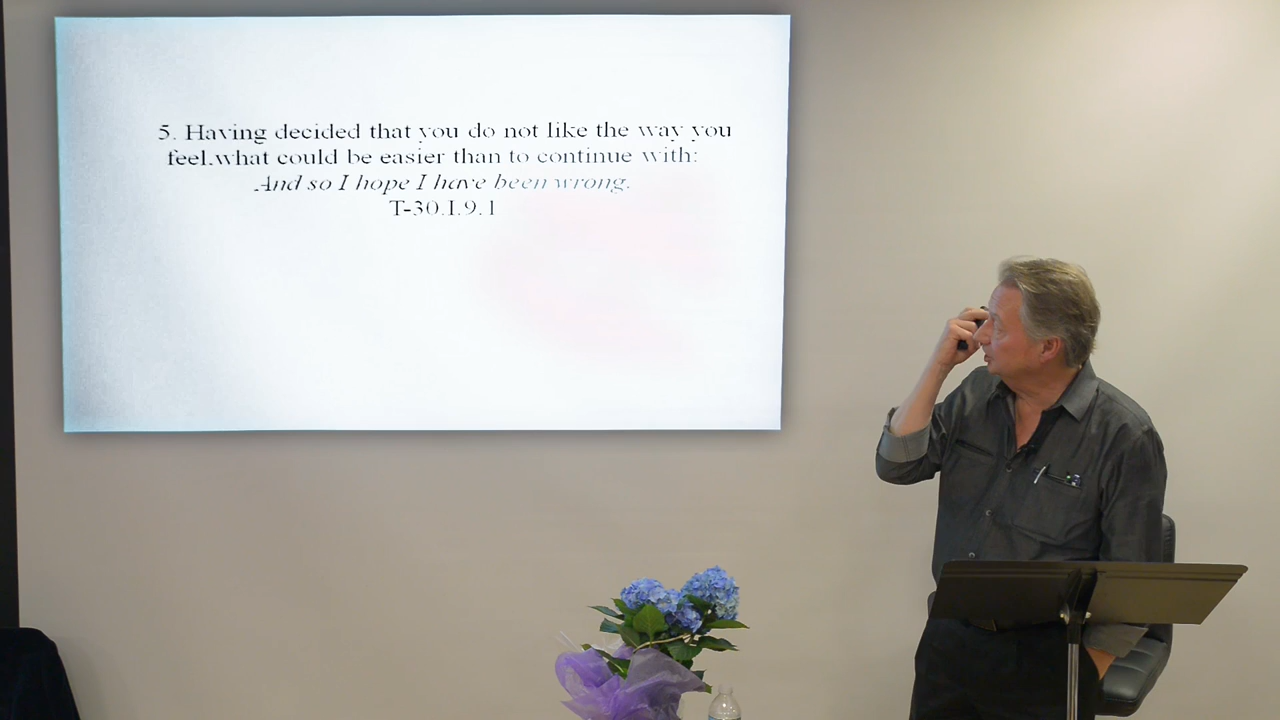 5. Having decided that you do not like the way you
feel.what could be easier than to continue with:
And so I hope I have been wrong.
T-30.I.9.1